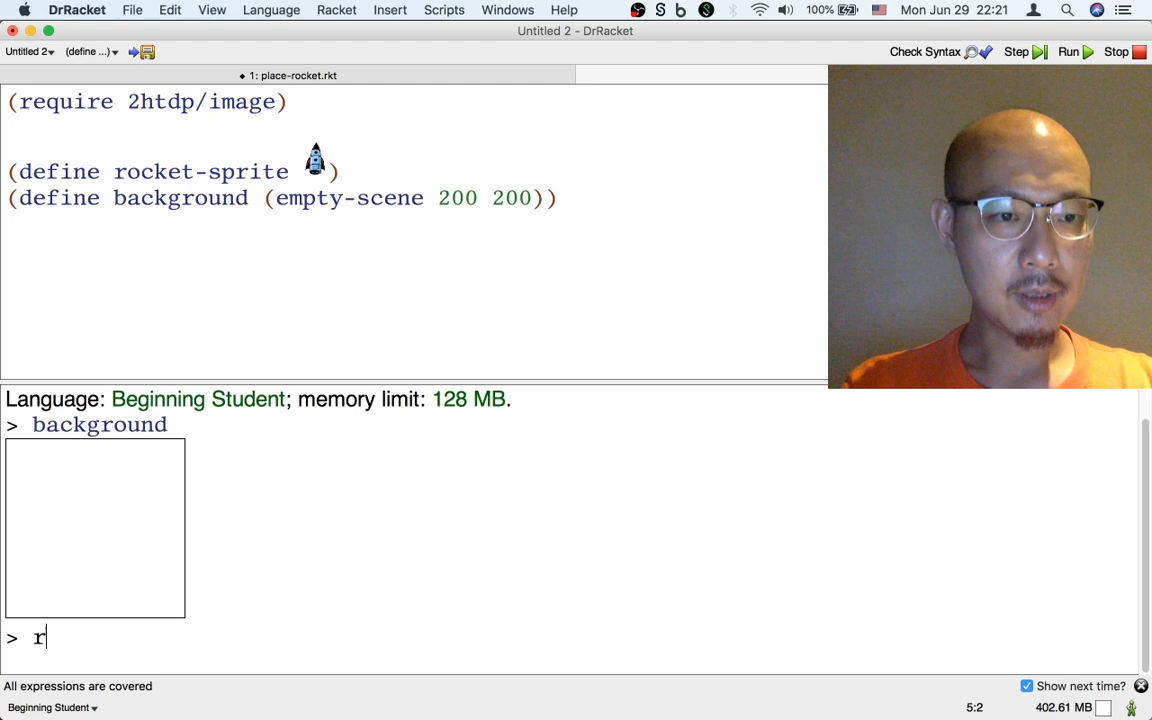 DrRacket File Edit View Language Racket Insert Scripts Windows Help 100% Mon Jun 29 22:21
Untitled 2 - DrRacket
Untitled 2 (define ...) Check Syntax Step Run Stop
1: place-rocket.rkt
(require 2htdp/image)
(define rocket-sprite )
(define background (empty-scene 200 200))
Language: Beginning Student; memory limit: 128 MB.
> background
> r
All expressions are covered Show next time?
Beginning Student 5:2 402.61 MB